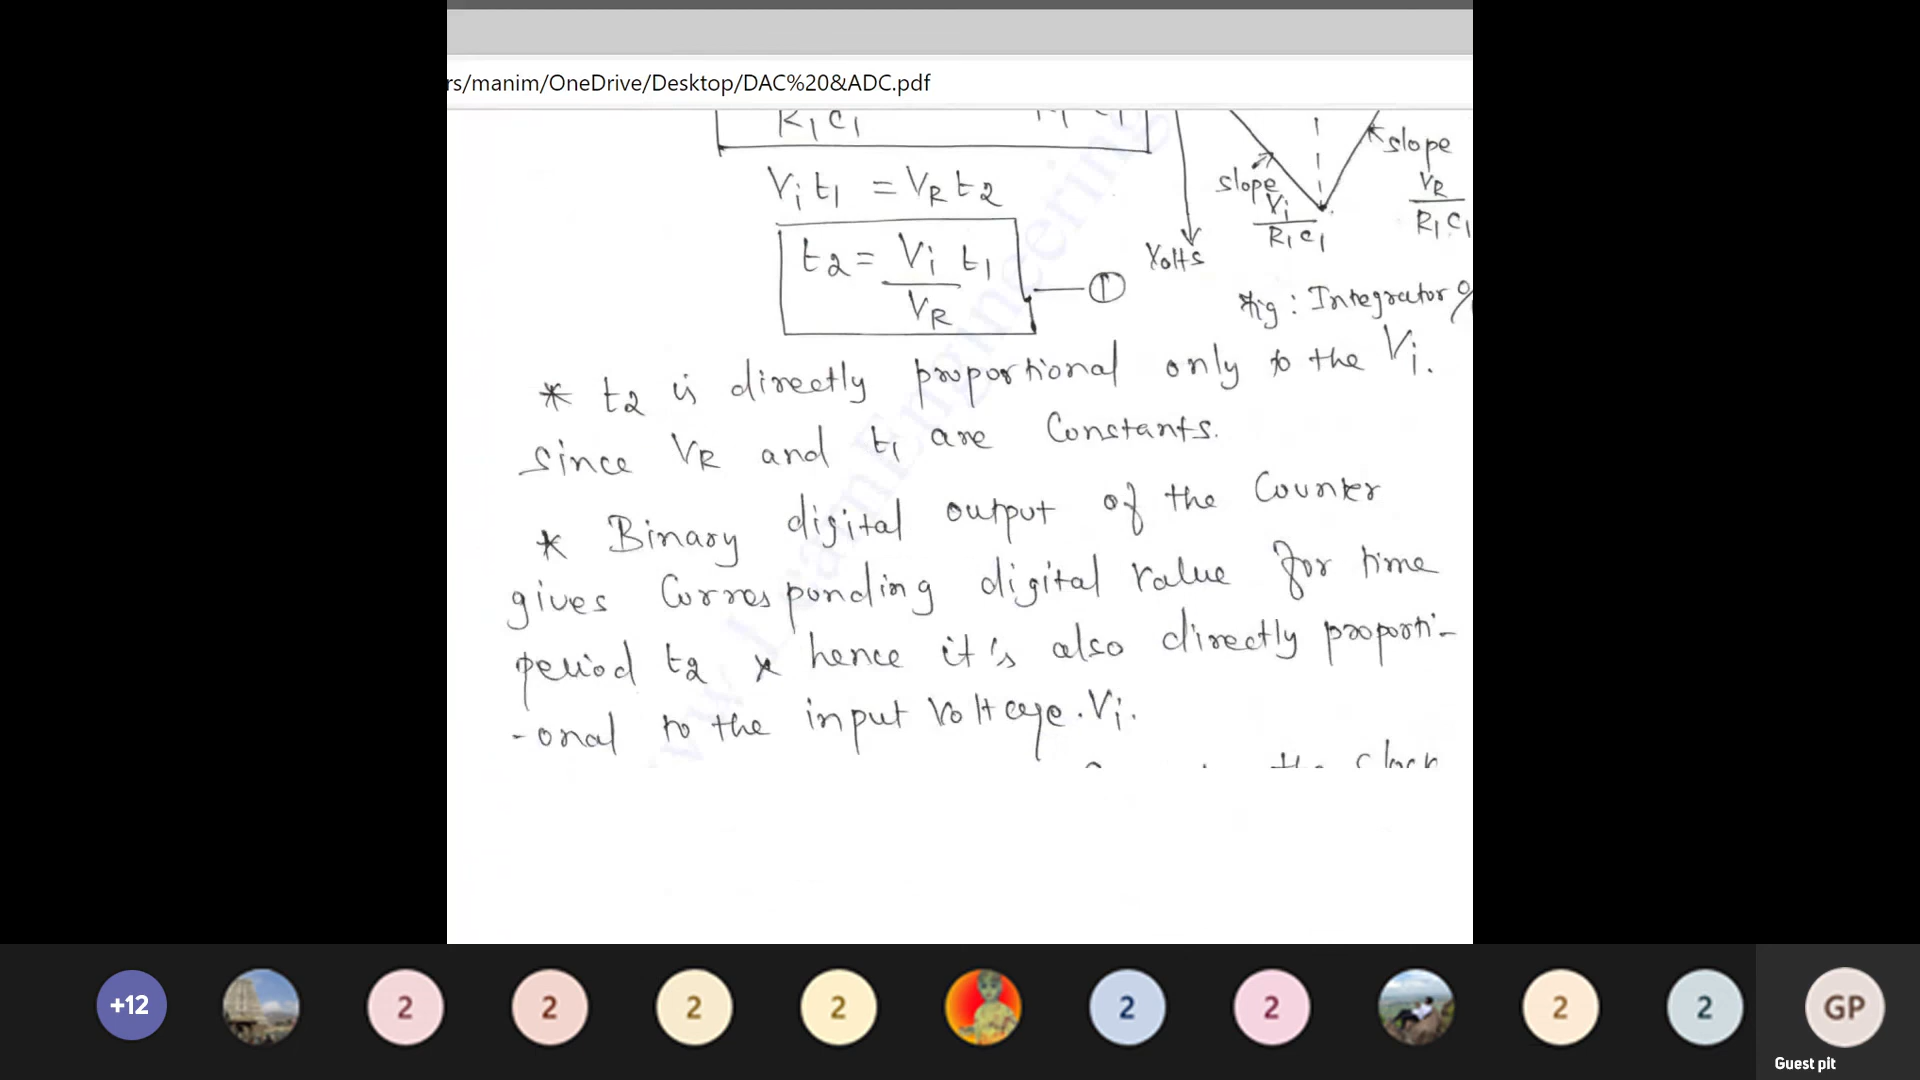 rs/manim/OneDrive/Desktop/DAC%20&ADC.pdf
R1C1
slope
VR
R1C1
slope
Vi
R1C1
Vi t1 = VR t2
t2 = Vi t1
VR
1
Volts
Fig : Integrator
* t2 is directly proportional only to the Vi.
since VR and t1 are Constants.
* Binary digital output of the Counter
gives Corresponding digital value for time
period t2 & hence it's also directly proporti-
-onal to the input Voltage. Vi.
the clock
+12
2
2
2
2
2
2
2
2
GP
Guest pit